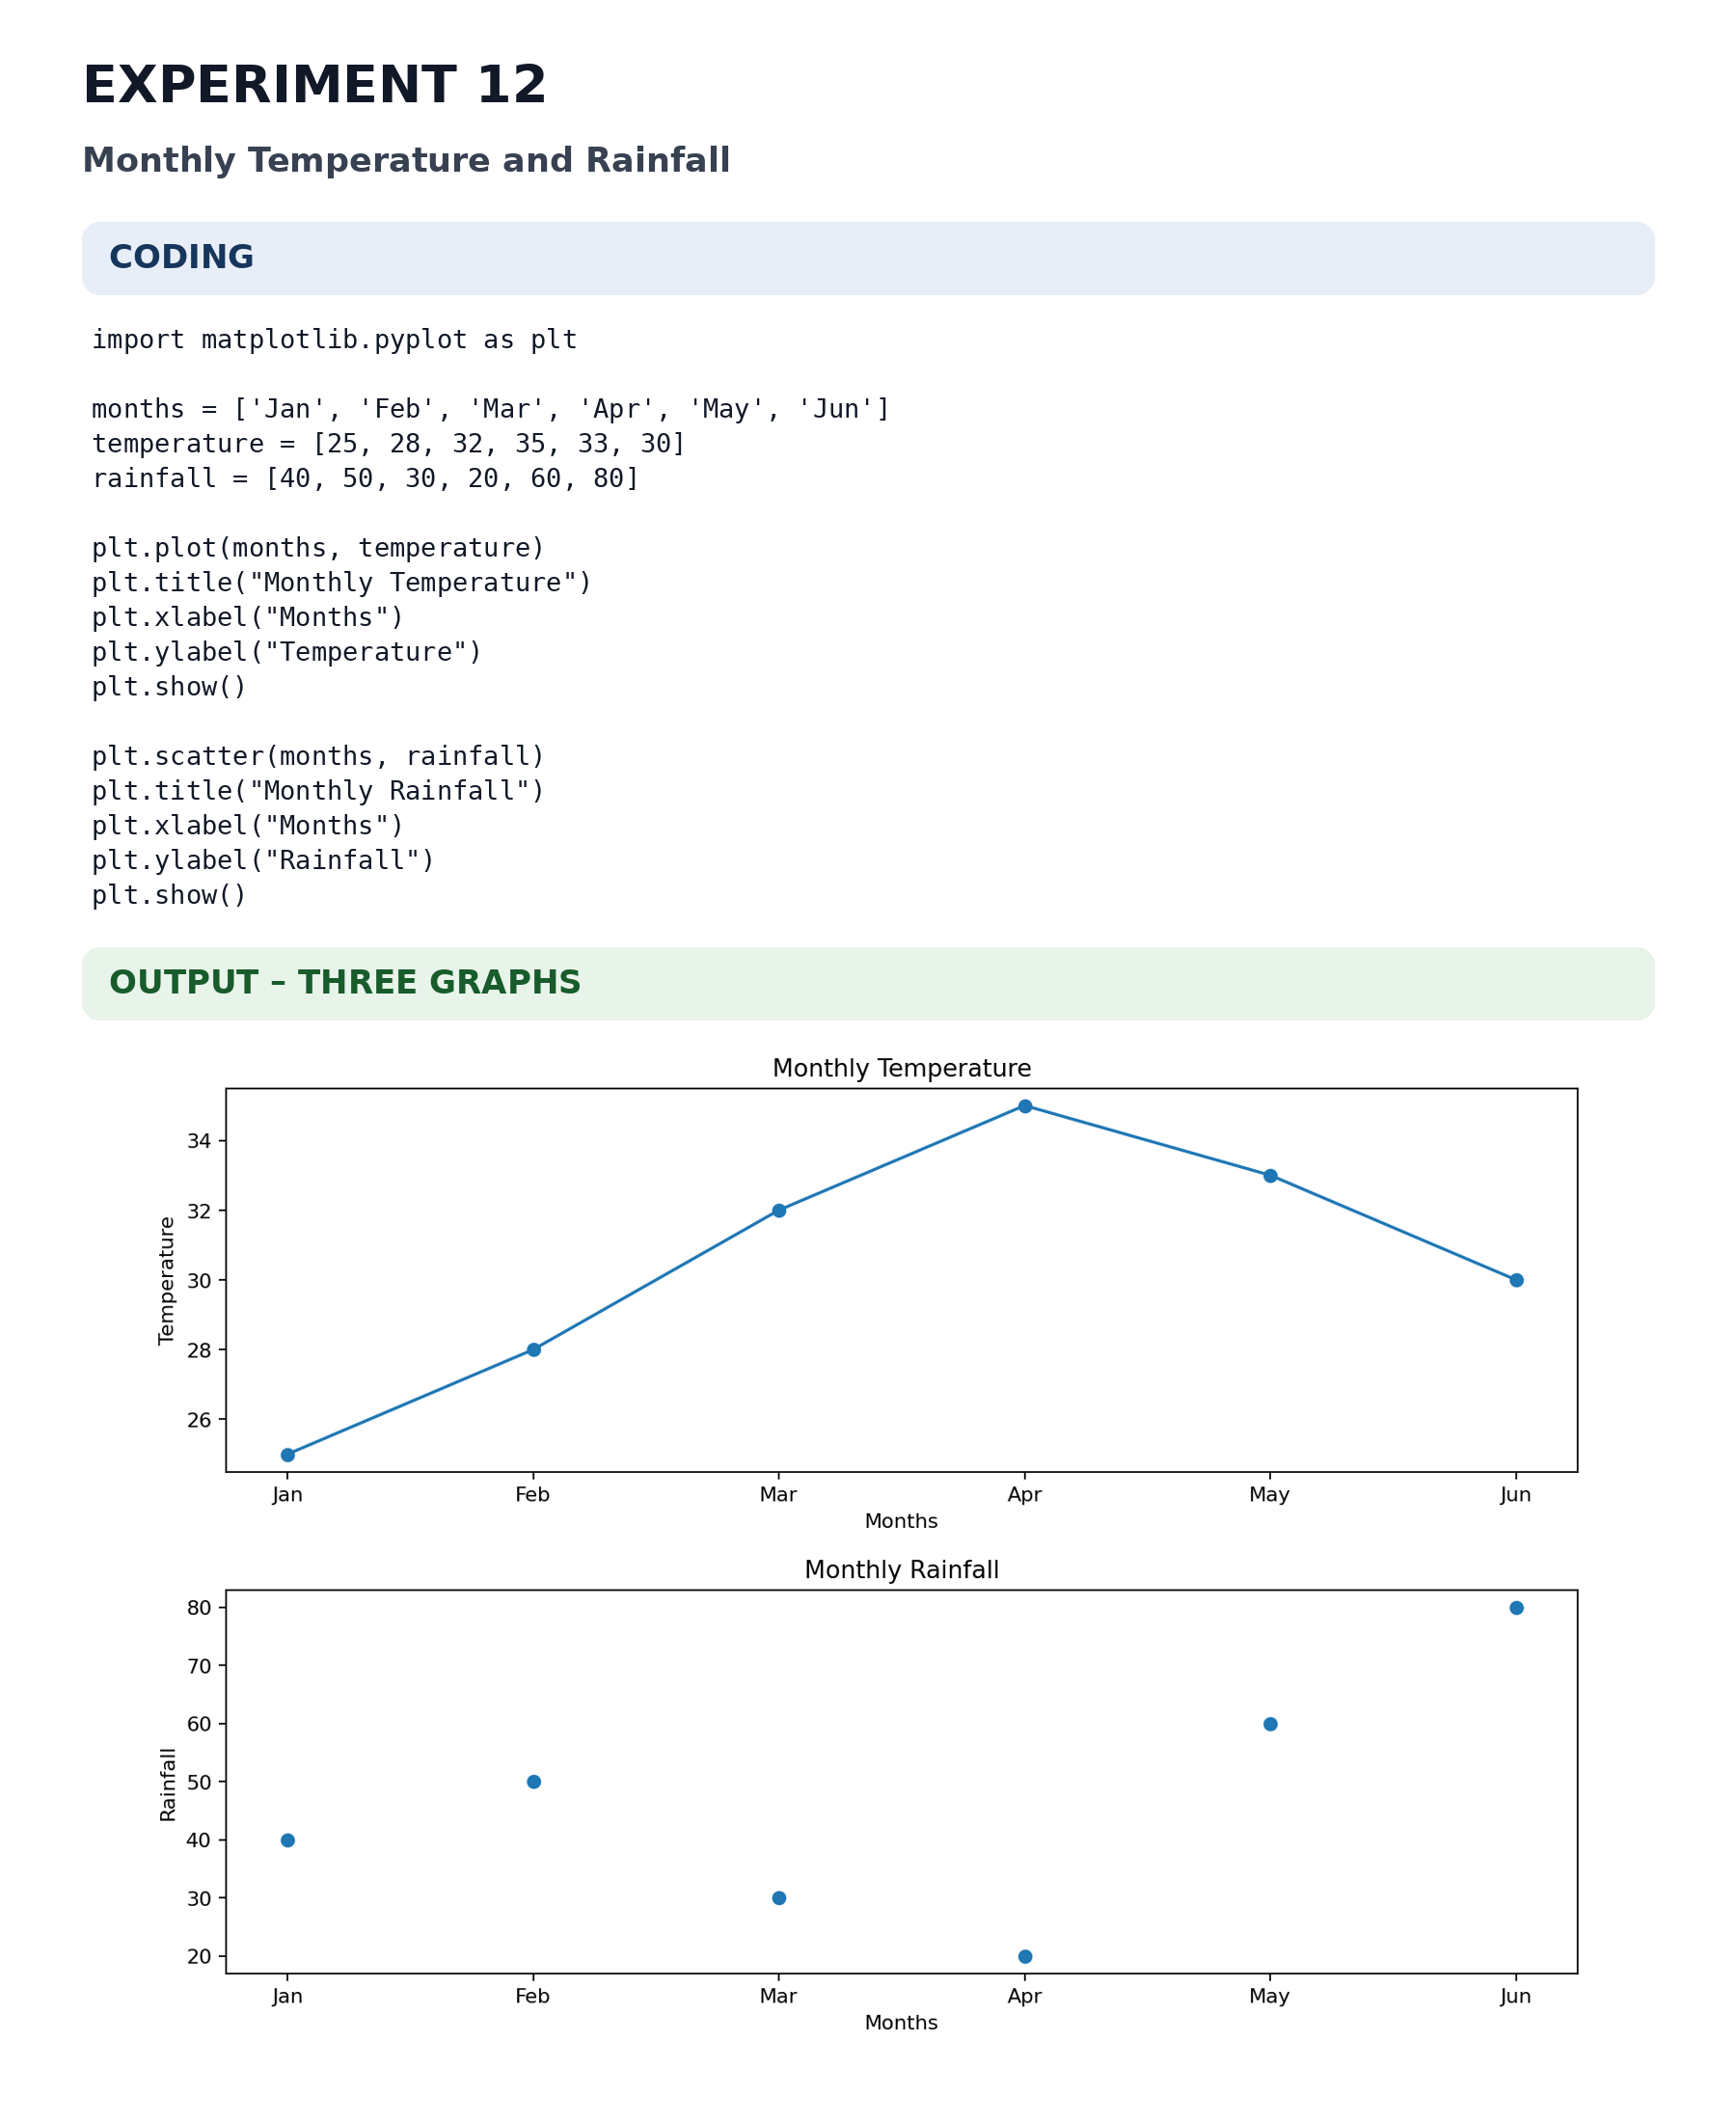 EXPERIMENT 12
Monthly Temperature and Rainfall
CODING
import matplotlib.pyplot as plt
months = ['Jan', 'Feb', 'Mar', 'Apr', 'May', 'Jun']
temperature = [25, 28, 32, 35, 33, 30]
rainfall = [40, 50, 30, 20, 60, 80]
plt.plot(months, temperature)
plt.title("Monthly Temperature")
plt.xlabel("Months")
plt.ylabel("Temperature")
plt.show()
plt.scatter(months, rainfall)
plt.title("Monthly Rainfall")
plt.xlabel("Months")
plt.ylabel("Rainfall")
plt.show()
OUTPUT – THREE GRAPHS
Monthly Temperature
Temperature
34
32
30
28
26
Jan Feb Mar Apr May Jun
Months
Monthly Rainfall
Rainfall
80
70
60
50
40
30
20
Jan Feb Mar Apr May Jun
Months